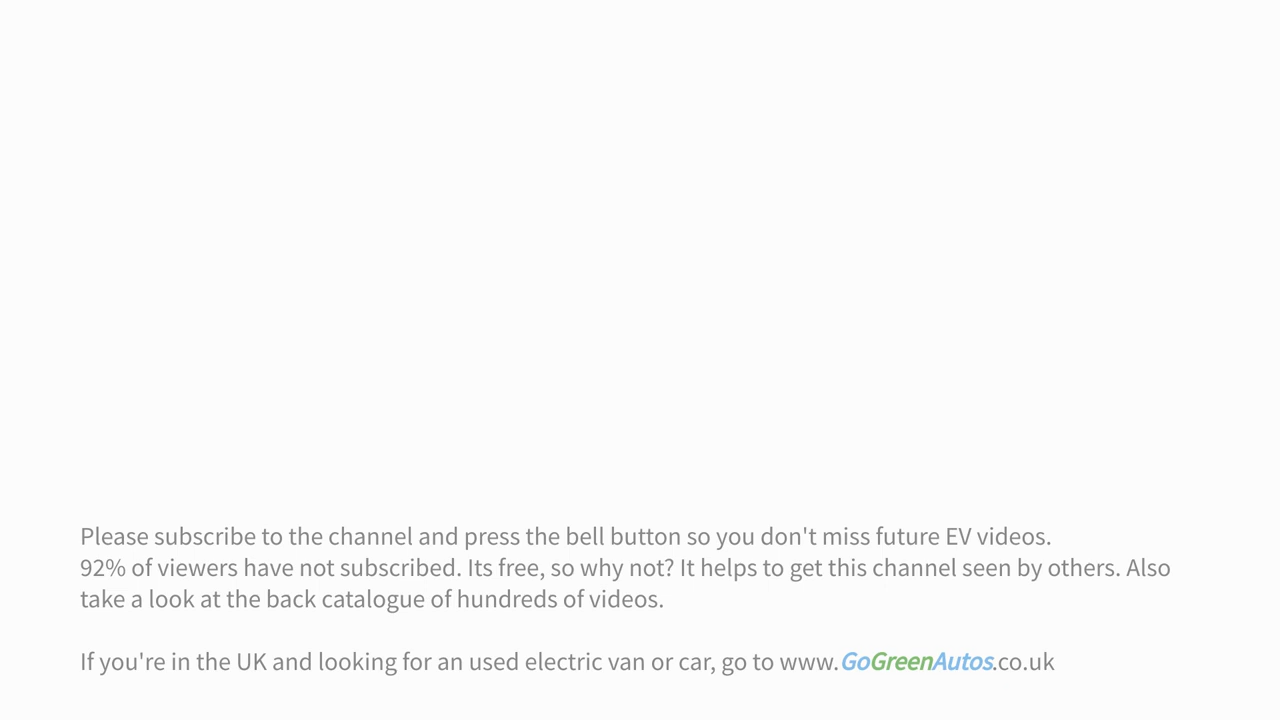 Please subscribe to the channel and press the bell button so you don't miss future EV videos.
92% of viewers have not subscribed. Its free, so why not? It helps to get this channel seen by others. Also
take a look at the back catalogue of hundreds of videos.
If you're in the UK and looking for an used electric van or car, go to www.GoGreenAutos.co.uk